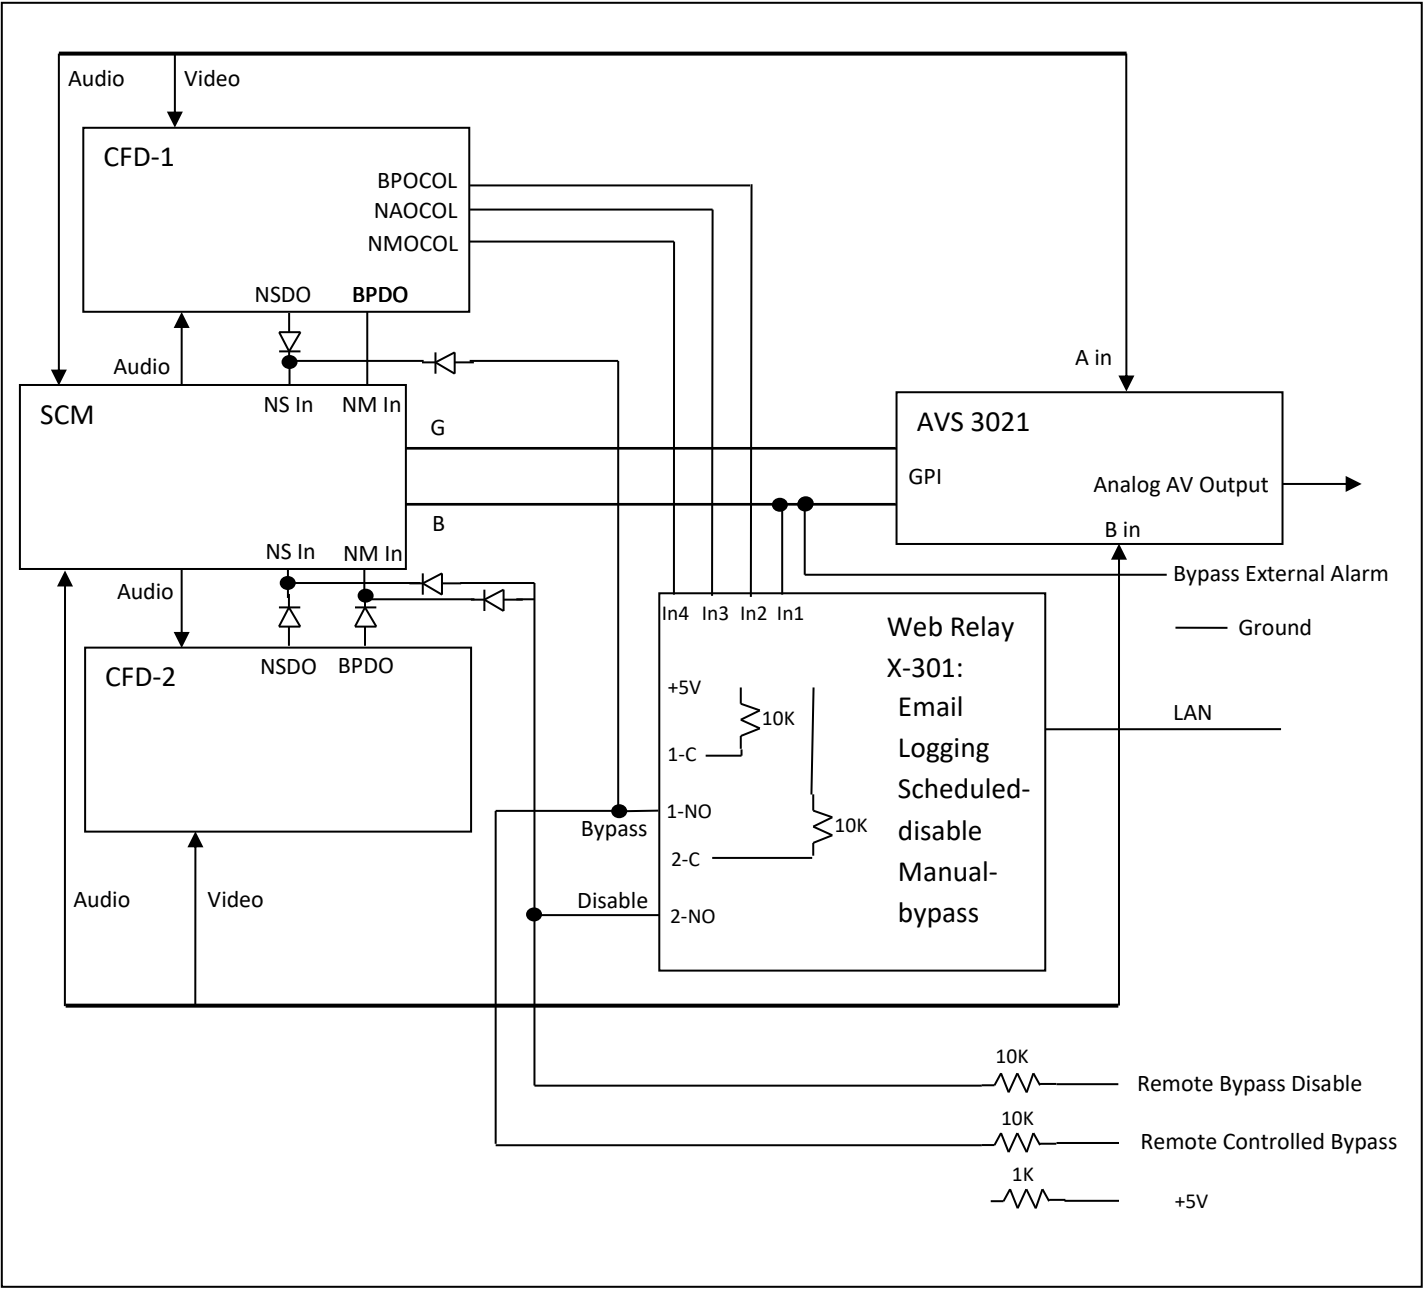 Audio
Video
CFD-1
BPOCOL
NAOCOL
NMOCOL
NSDO
BPDO
Audio
A in
NS In
NM In
SCM
G
AVS 3021
GPI
Analog AV Output
B
B in
NS In
NM In
Audio
Bypass External Alarm
In4
In3
In2
In1
Web Relay
X-301:
Email
Logging
Scheduled-
disable
Manual-
bypass
Ground
NSDO
BPDO
CFD-2
+5V
10K
LAN
1-C
1-NO
Bypass
10K
2-C
Disable
2-NO
Audio
Video
10K
Remote Bypass Disable
10K
Remote Controlled Bypass
1K
+5V